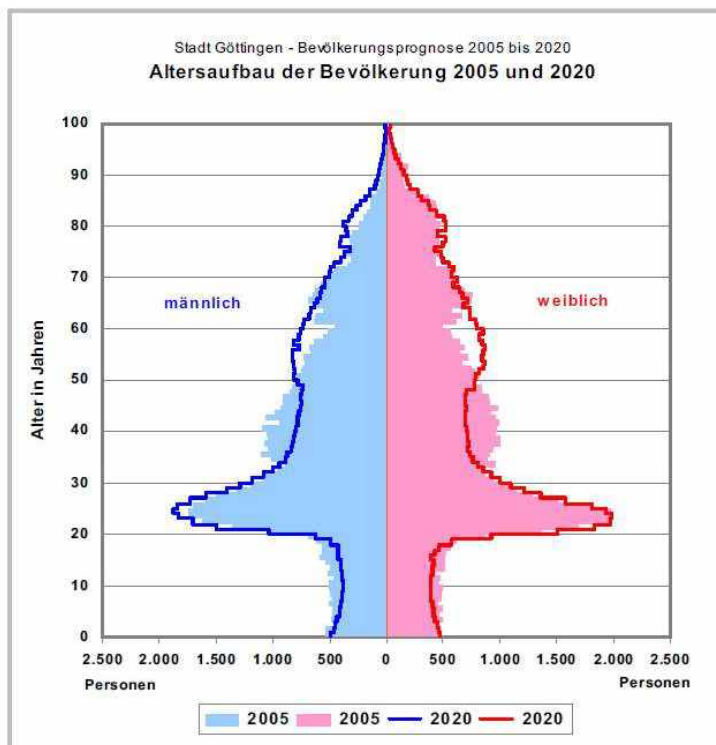 Stadt Göttingen - Bevölkerungsprognose 2005 bis 2020
Altersaufbau der Bevölkerung 2005 und 2020
Alter in Jahren
100
90
80
70
60
50
40
30
20
10
0
männlich
weiblich
2.500 2.000 1.500 1.000 500 0 500 1.000 1.500 2.000 2.500
Personen Personen
2005 2005 2020 2020